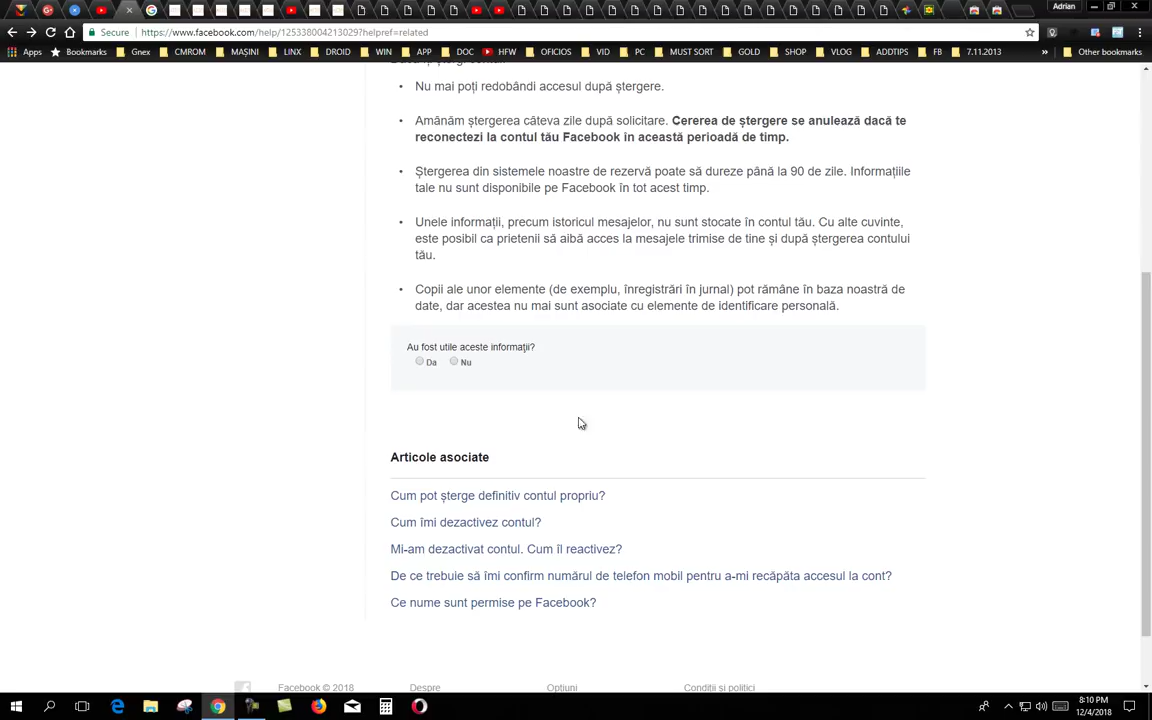 Adrian
Secure
https://www.facebook.com/help/125338004213029?helpref=related
Apps Bookmarks Gnex CMROM MAȘINI LINX DROID WIN APP DOC HFW OFICIOS VID PC MUST SORT GOLD SHOP VLOG ADDTIPS FB 7.11.2013 » Other bookmarks
• Nu mai poți redobândi accesul după ștergere.
• Amânăm ștergerea câteva zile după solicitare. Cererea de ștergere se anulează dacă te
reconectezi la contul tău Facebook în această perioadă de timp.
• Ștergerea din sistemele noastre de rezervă poate să dureze până la 90 de zile. Informațiile
tale nu sunt disponibile pe Facebook în tot acest timp.
• Unele informații, precum istoricul mesajelor, nu sunt stocate în contul tău. Cu alte cuvinte,
este posibil ca prietenii să aibă acces la mesajele trimise de tine și după ștergerea contului
tău.
• Copii ale unor elemente (de exemplu, înregistrări în jurnal) pot rămâne în baza noastră de
date, dar acestea nu mai sunt asociate cu elemente de identificare personală.
Au fost utile aceste informații?
Da Nu
Articole asociate
Cum pot șterge definitiv contul propriu?
Cum îmi dezactivez contul?
Mi-am dezactivat contul. Cum îl reactivez?
De ce trebuie să îmi confirm numărul de telefon mobil pentru a-mi recăpăta accesul la cont?
Ce nume sunt permise pe Facebook?
Facebook © 2018 Despre Opțiuni Condiții și politici
8:10 PM
12/4/2018